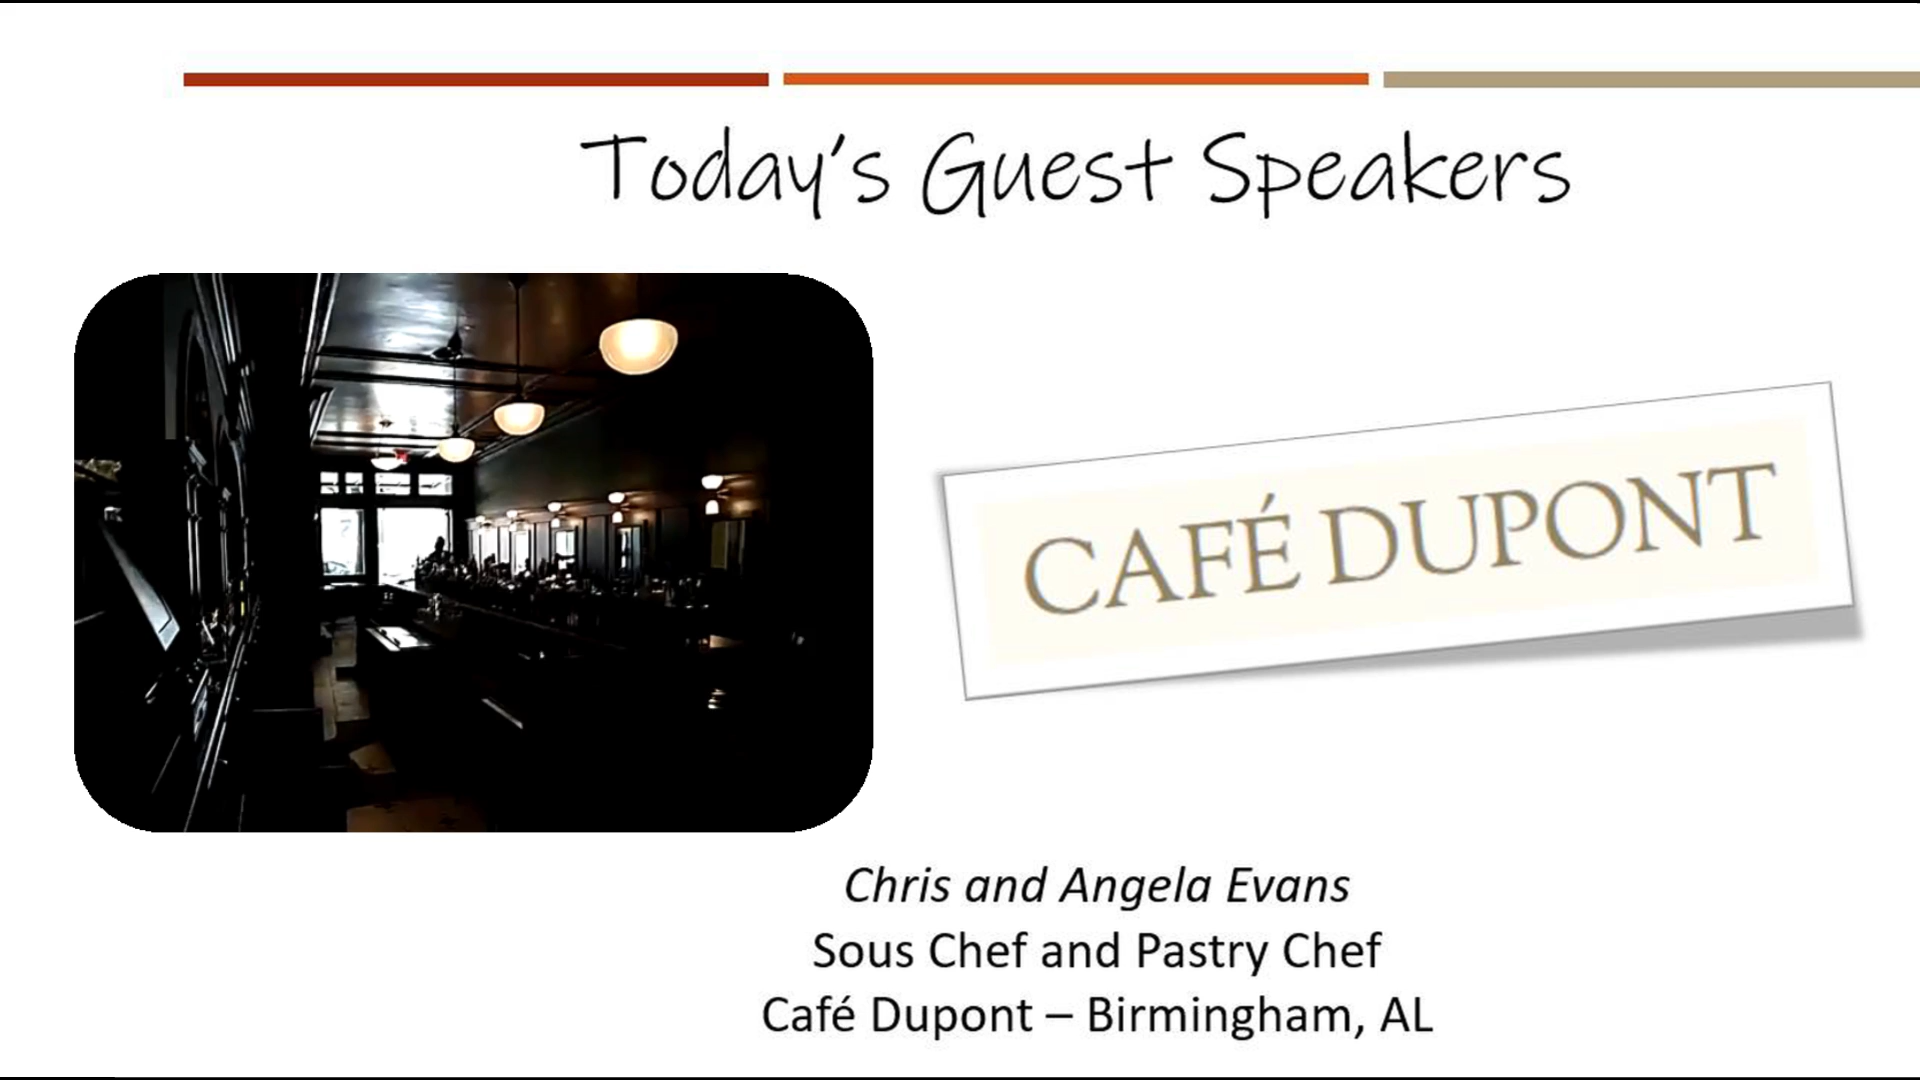 Today's Guest Speakers
CAFÉ DUPONT
Chris and Angela Evans
Sous Chef and Pastry Chef
Café Dupont – Birmingham, AL